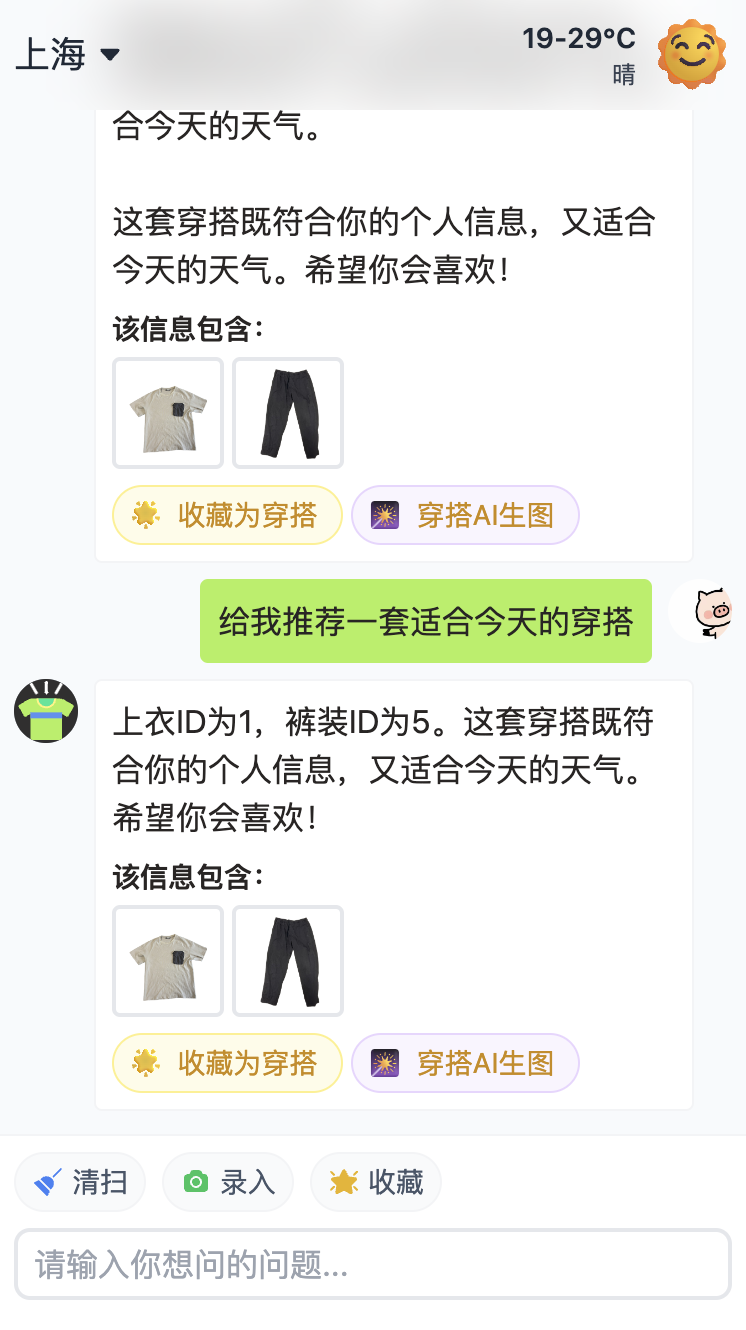 上海
19-29°C
晴
合今天的天气。
这套穿搭既符合你的个人信息，又适合
今天的天气。希望你会喜欢！
该信息包含：
收藏为穿搭
穿搭AI生图
给我推荐一套适合今天的穿搭
上衣ID为1，裤装ID为5。这套穿搭既符
合你的个人信息，又适合今天的天气。
希望你会喜欢！
该信息包含：
收藏为穿搭
穿搭AI生图
清扫
录入
收藏
请输入你想问的问题...